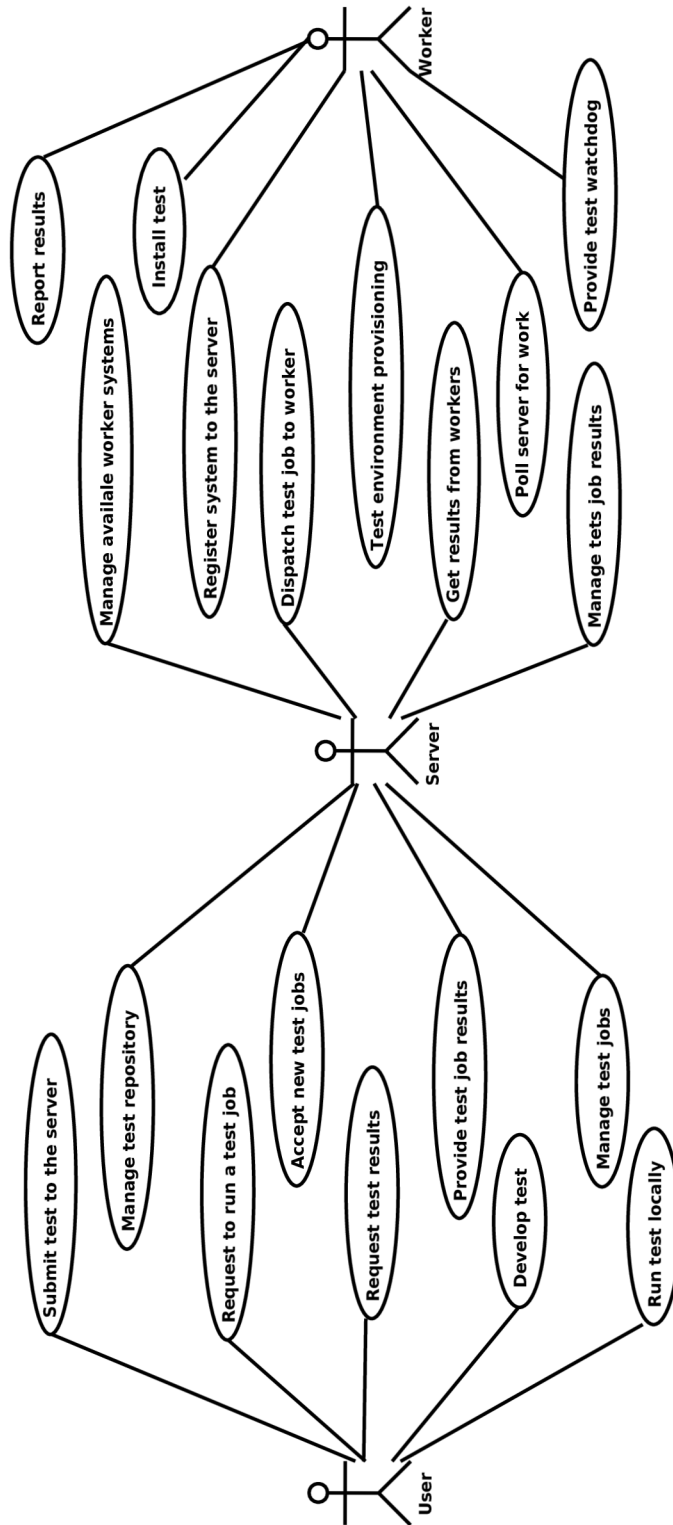 Submit test to the server
Manage test repository
Request to run a test job
Accept new test jobs
Request test results
Provide test job results
Develop test
Manage test jobs
Run test locally
User
Server
Manage availale worker systems
Register system to the server
Dispatch test job to worker
Test environment provisioning
Get results from workers
Poll server for work
Manage tets job results
Report results
Install test
Provide test watchdog
Worker